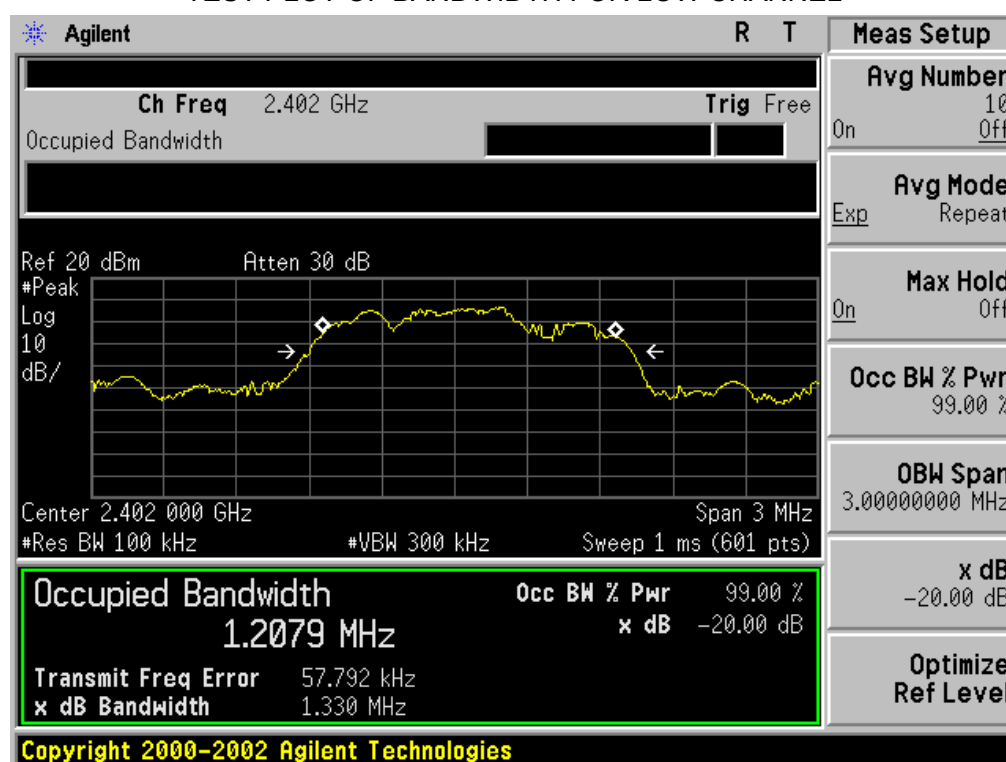 Agilent R T
Meas Setup
Ch Freq 2.402 GHz Trig Free
Occupied Bandwidth
Avg Number
10
On Off
Avg Mode
Exp Repeat
Max Hold
On Off
Occ BW % Pwr
99.00 %
OBW Span
3.00000000 MHz
x dB
-20.00 dB
Optimize
Ref Level
Ref 20 dBm Atten 30 dB
#Peak
Log
10
dB/
Center 2.402 000 GHz Span 3 MHz
#Res BW 100 kHz #VBW 300 kHz Sweep 1 ms (601 pts)
Occupied Bandwidth
1.2079 MHz
Occ BW % Pwr 99.00 %
x dB -20.00 dB
Transmit Freq Error 57.792 kHz
x dB Bandwidth 1.330 MHz
Copyright 2000-2002 Agilent Technologies